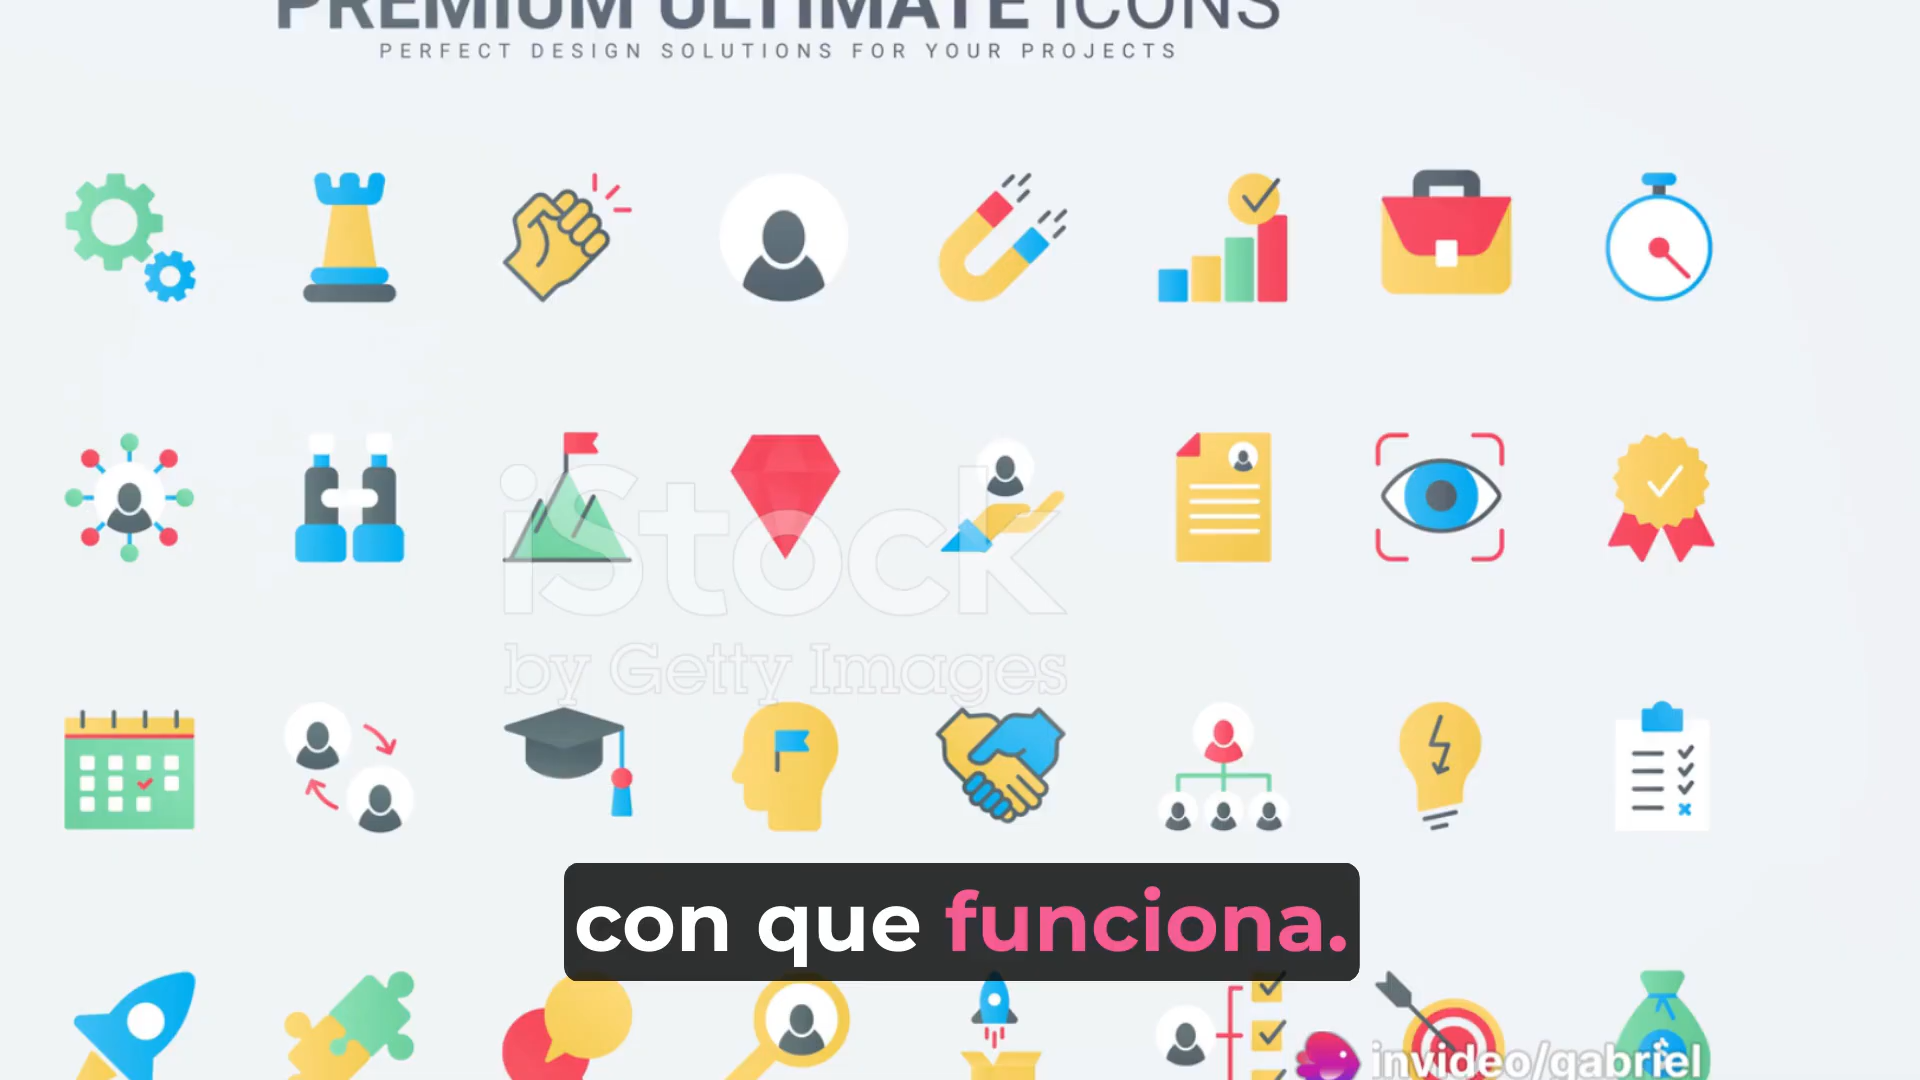 PREMIUM ULTIMATE ICONS
PERFECT DESIGN SOLUTIONS FOR YOUR PROJECTS
iStock
by Getty Images
con que funciona.
invideo/gabriel